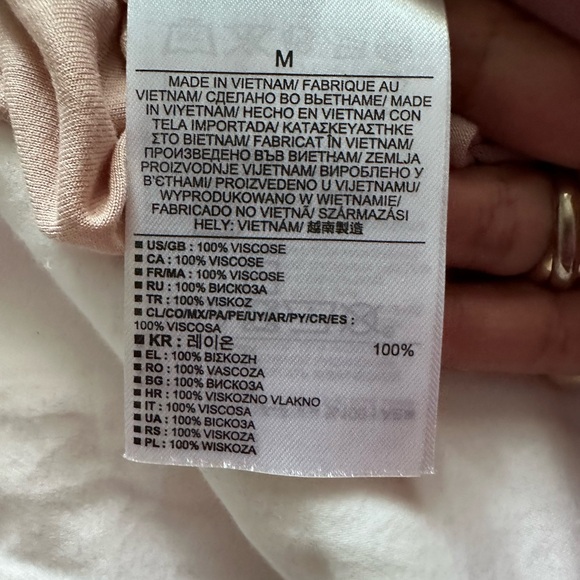 M
MADE IN VIETNAM/ FABRIQUE AU
VIETNAM/ СДЕЛАНО ВО ВЬЕТНАМЕ/ MADE
IN VIYETNAM/ HECHO EN VIETNAM CON
TELA IMPORTADA/ ΚΑΤΑΣΚΕΥΑΣΤΗΚΕ
ΣΤΟ ΒΙΕΤΝΑΜ/ FABRICAT ÎN VIETNAM/
ПРОИЗВЕДЕНО ВЪВ ВИЕТНАМ/ ZEMLJA
PROIZVODNJE VIJETNAM/ ВИРОБЛЕНО У
В'ЄТНАМІ/ PROIZVEDENO U VIJETNAMU/
WYPRODUKOWANO W WIETNAMIE/
FABRICADO NO VIETNÃ/ SZÁRMAZÁSI
HELY: VIETNÁM/ 越南製造
US/GB : 100% VISCOSE
CA : 100% VISCOSE
FR/MA : 100% VISCOSE
RU : 100% ВИСКОЗА
TR : 100% VISKOZ
CL/CO/MX/PA/PE/UY/AR/PY/CR/ES :
100% VISCOSA
KR : 레이온 100%
EL : 100% ΒΙΣΚΟΖΗ
RO : 100% VASCOZA
BG : 100% ВИСКОЗА
HR : 100% VISKOZNO VLAKNO
IT : 100% VISCOSA
UA : 100% ВІСКОЗА
RS : 100% VISKOZA
PL : 100% WISKOZA